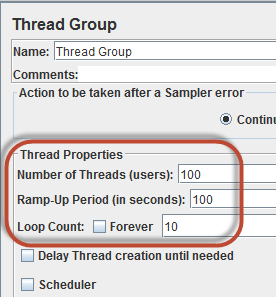 Thread Group
Name: Thread Group
Comments:
Action to be taken after a Sampler error
Thread Properties
Number of Threads (users): 100
Ramp-Up Period (in seconds): 100
Loop Count: Forever 10
Delay Thread creation until needed
Scheduler